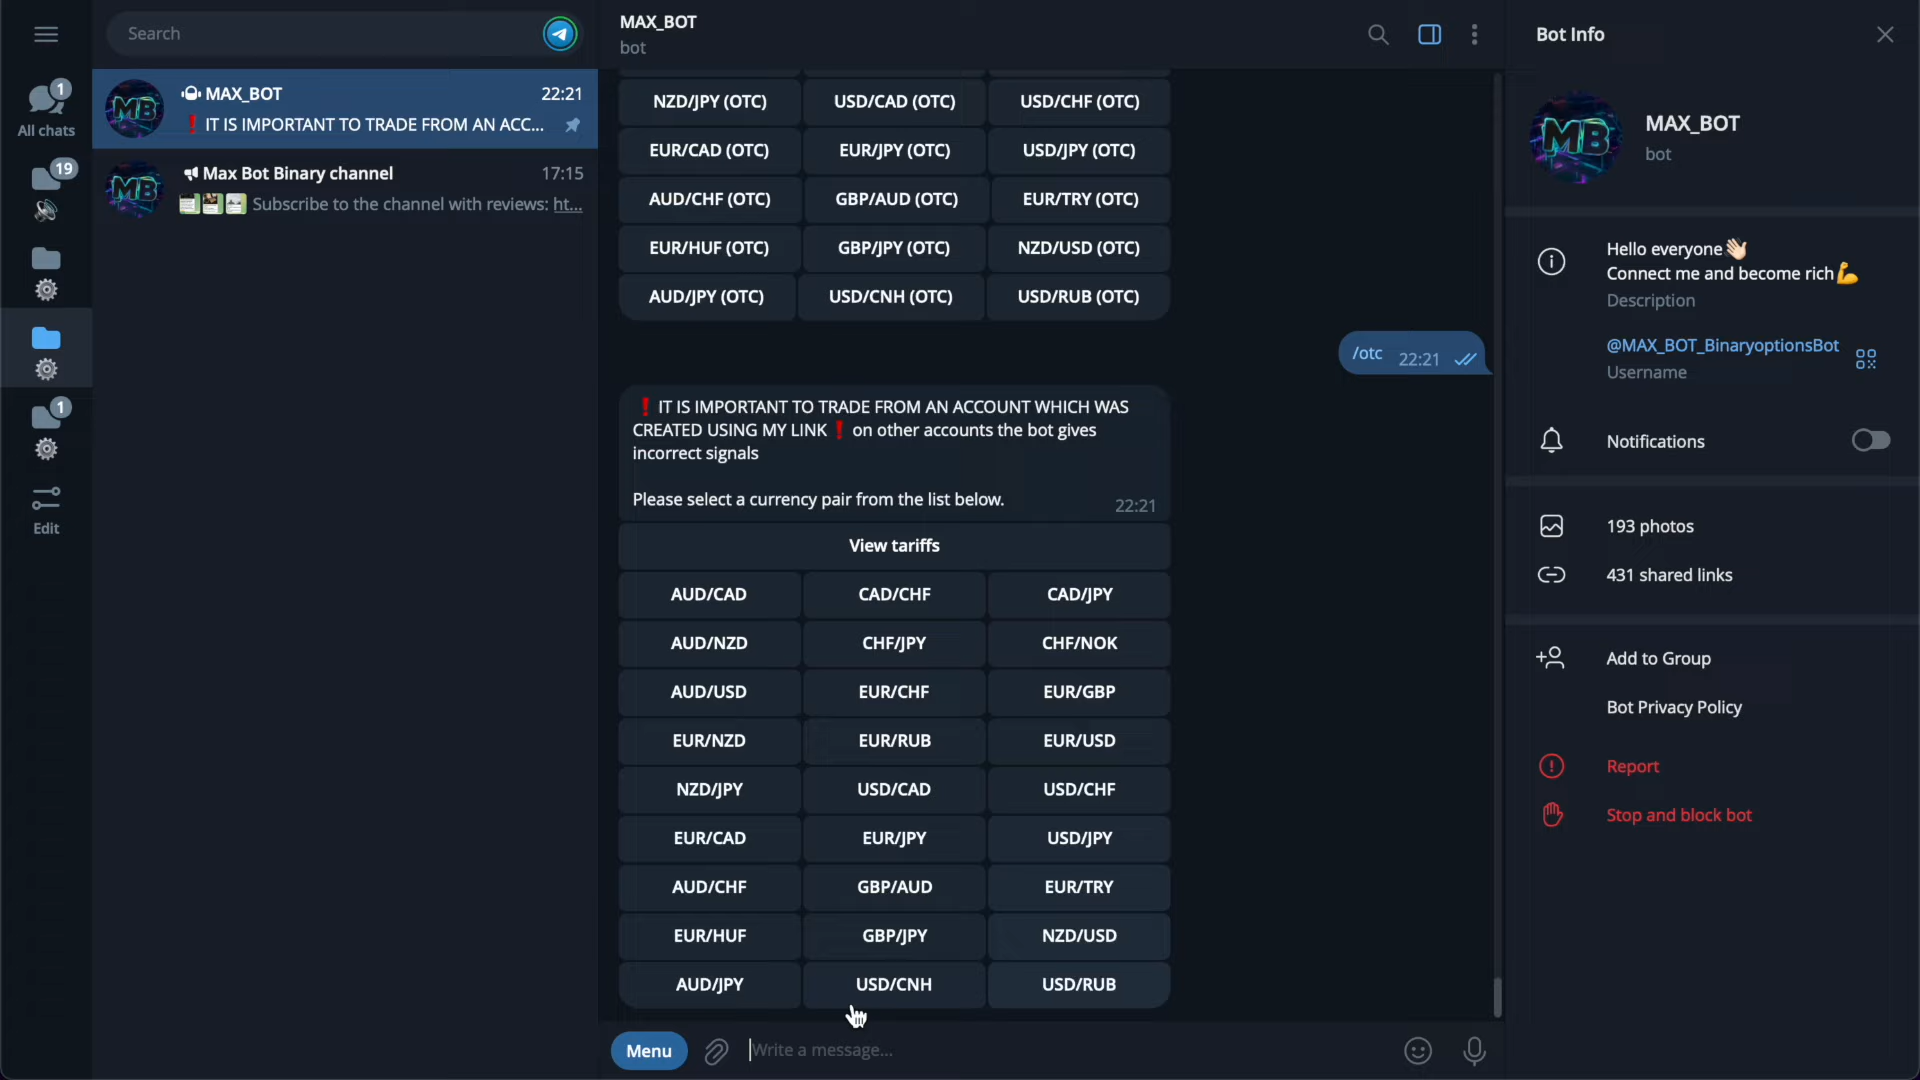 Search
All chats
1
19
1
Edit
MAX_BOT 22:21
❗ IT IS IMPORTANT TO TRADE FROM AN ACC...
Max Bot Binary channel 17:15
Subscribe to the channel with reviews: ht...
MB
MB
MAX_BOT
bot
NZD/JPY (OTC) USD/CAD (OTC) USD/CHF (OTC)
EUR/CAD (OTC) EUR/JPY (OTC) USD/JPY (OTC)
AUD/CHF (OTC) GBP/AUD (OTC) EUR/TRY (OTC)
EUR/HUF (OTC) GBP/JPY (OTC) NZD/USD (OTC)
AUD/JPY (OTC) USD/CNH (OTC) USD/RUB (OTC)
/otc 22:21
❗ IT IS IMPORTANT TO TRADE FROM AN ACCOUNT WHICH WAS
CREATED USING MY LINK ❗ on other accounts the bot gives
incorrect signals
Please select a currency pair from the list below. 22:21
View tariffs
AUD/CAD CAD/CHF CAD/JPY
AUD/NZD CHF/JPY CHF/NOK
AUD/USD EUR/CHF EUR/GBP
EUR/NZD EUR/RUB EUR/USD
NZD/JPY USD/CAD USD/CHF
EUR/CAD EUR/JPY USD/JPY
AUD/CHF GBP/AUD EUR/TRY
EUR/HUF GBP/JPY NZD/USD
AUD/JPY USD/CNH USD/RUB
Menu Write a message...
Bot Info
MB
MAX_BOT
bot
Hello everyone👋🏻
Connect me and become rich💪
Description
@MAX_BOT_BinaryoptionsBot
Username
Notifications
193 photos
431 shared links
Add to Group
Bot Privacy Policy
Report
Stop and block bot